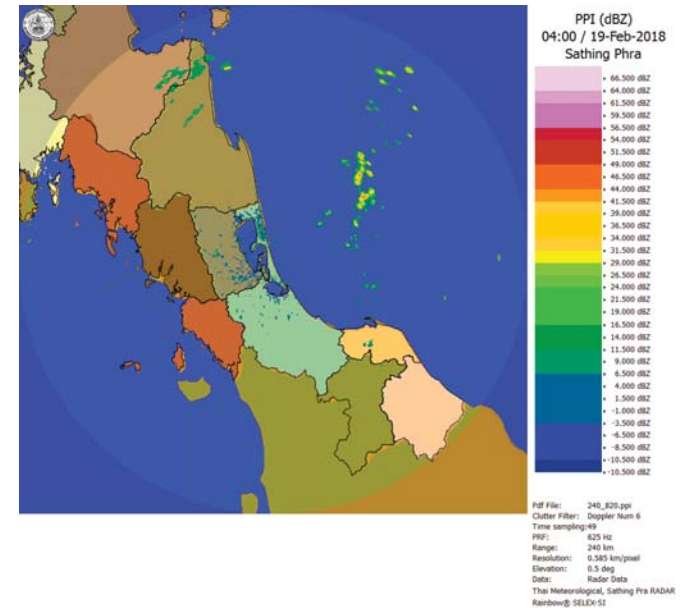 PPI (dBZ)
04:00 / 19-Feb-2018
Sathing Phra
66.500 dBZ
64.000 dBZ
61.500 dBZ
59.500 dBZ
56.500 dBZ
54.000 dBZ
51.500 dBZ
49.000 dBZ
46.500 dBZ
44.000 dBZ
41.500 dBZ
39.000 dBZ
36.500 dBZ
34.000 dBZ
31.500 dBZ
29.000 dBZ
26.500 dBZ
24.000 dBZ
21.500 dBZ
19.000 dBZ
16.500 dBZ
14.000 dBZ
11.500 dBZ
9.000 dBZ
6.500 dBZ
4.000 dBZ
1.500 dBZ
-1.000 dBZ
-3.500 dBZ
-6.500 dBZ
-8.500 dBZ
-10.500 dBZ
-10.500 dBZ
Pdf File: 240_820.ppi
Clutter Filter: Doppler Num 6
Time sampling:49
PRF: 625 Hz
Range: 240 km
Resolution: 0.585 km/pixel
Elevation: 0.5 deg
Data: Radar Data
Thai Meteorological, Sathing Pra RADAR
Rainbow® SELEX-SI